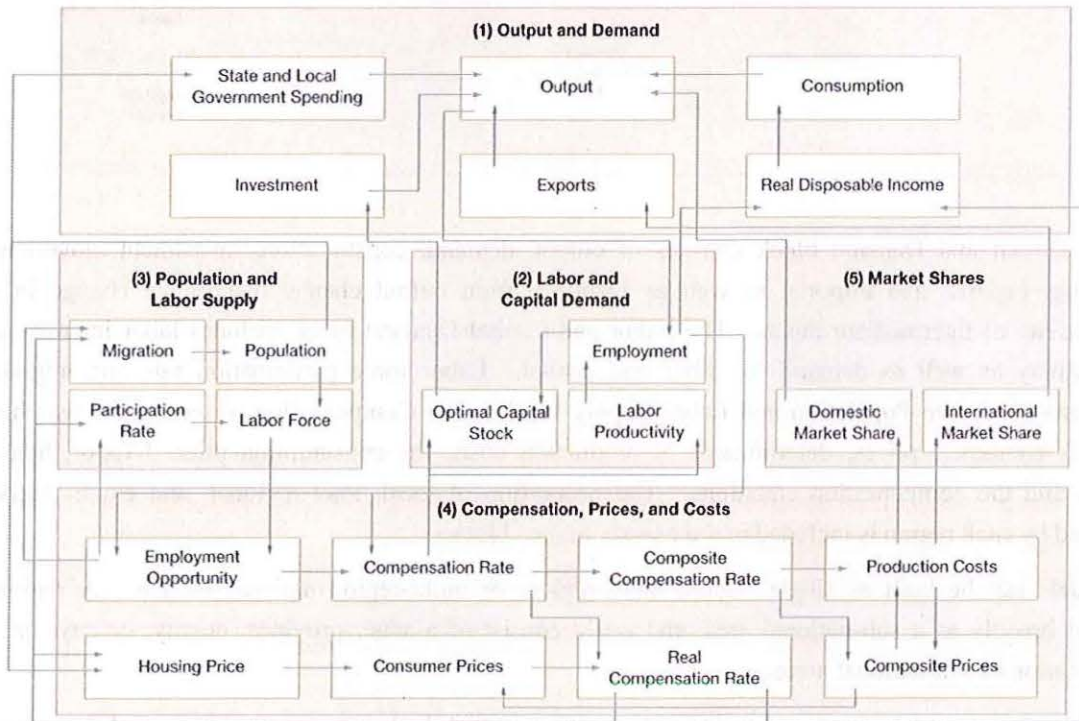 (1) Output and Demand
State and Local
Government Spending
Output
Consumption
Investment
Exports
Real Disposable Income
(3) Population and
Labor Supply
Migration
Population
Participation
Rate
Labor Force
(2) Labor and
Capital Demand
Employment
Optimal Capital
Stock
Labor
Productivity
(5) Market Shares
Domestic
Market Share
International
Market Share
(4) Compensation, Prices, and Costs
Employment
Opportunity
Compensation Rate
Composite
Compensation Rate
Production Costs
Housing Price
Consumer Prices
Real
Compensation Rate
Composite Prices